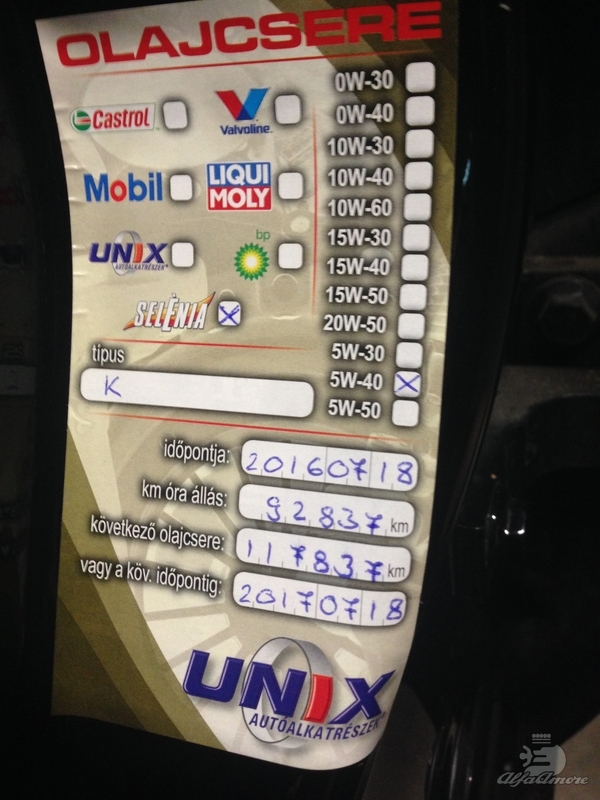 OLAJCSERE
Castrol
Valvoline
Mobil
LIQUI
MOLY
UNIX
AUTÓALKATRÉSZEK
bp
SELÈNIA
0W-30
0W-40
10W-30
10W-40
10W-60
15W-30
15W-40
15W-50
20W-50
5W-30
5W-40
5W-50
típus
K
időpontja: 20160718
km óra állás: 92837 km
következő olajcsere: 117837 km
vagy a köv. időpontig: 20170718
UNIX
AUTÓALKATRÉSZEK
AlfaAmore